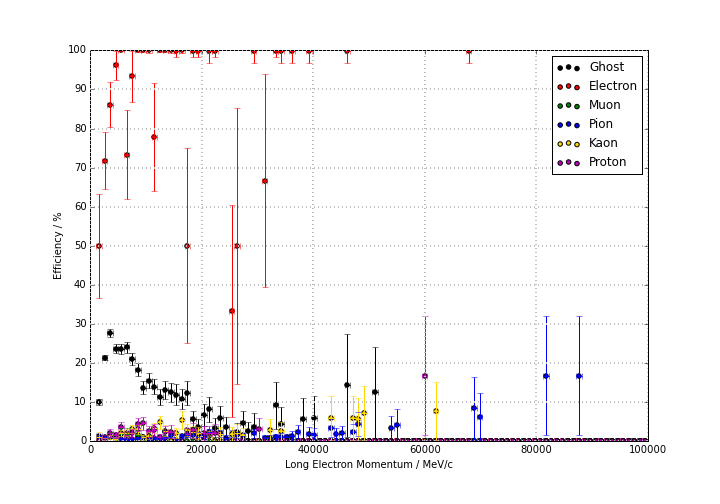 100
90
80
70
60
50
40
30
20
10
0
Efficiency / %
Ghost
Electron
Muon
Pion
Kaon
Proton
0 20000 40000 60000 80000 100000
Long Electron Momentum / MeV/c